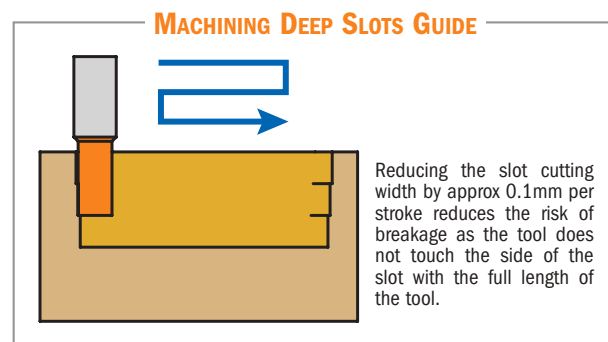 MACHINING DEEP SLOTS GUIDE
Reducing the slot cutting
width by approx 0.1mm per
stroke reduces the risk of
breakage as the tool does
not touch the side of the
slot with the full length of
the tool.